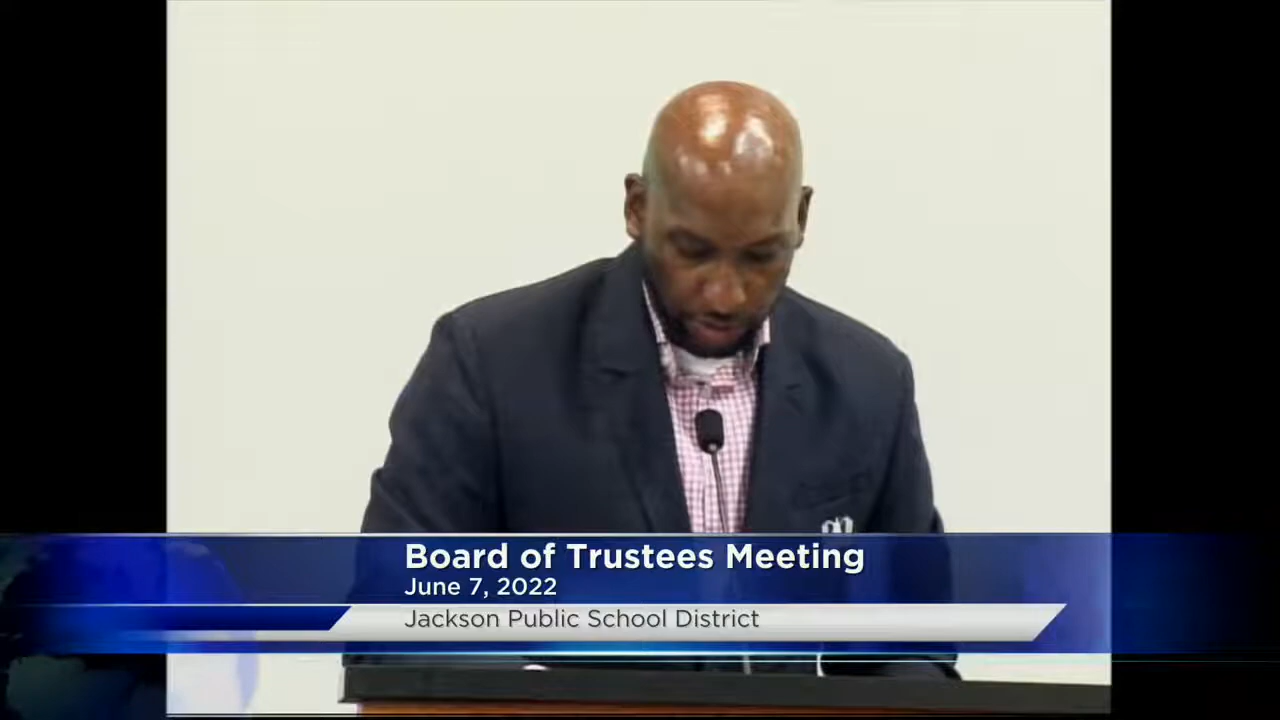 Board of Trustees Meeting
June 7, 2022
Jackson Public School District